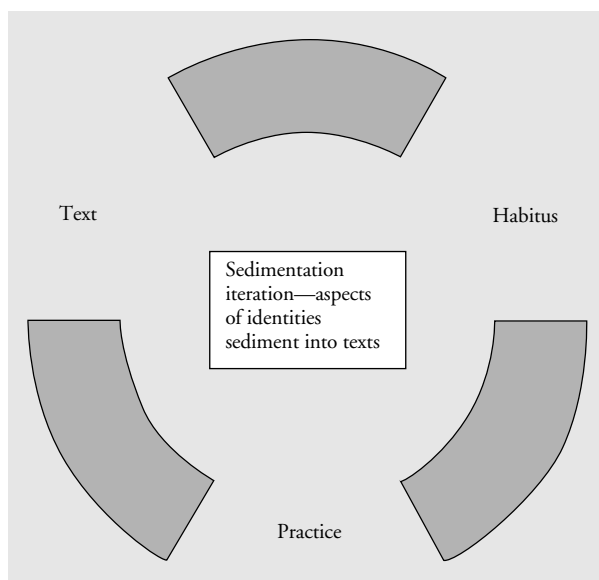 Text
Habitus
Sedimentation
iteration—aspects
of identities
sediment into texts
Practice